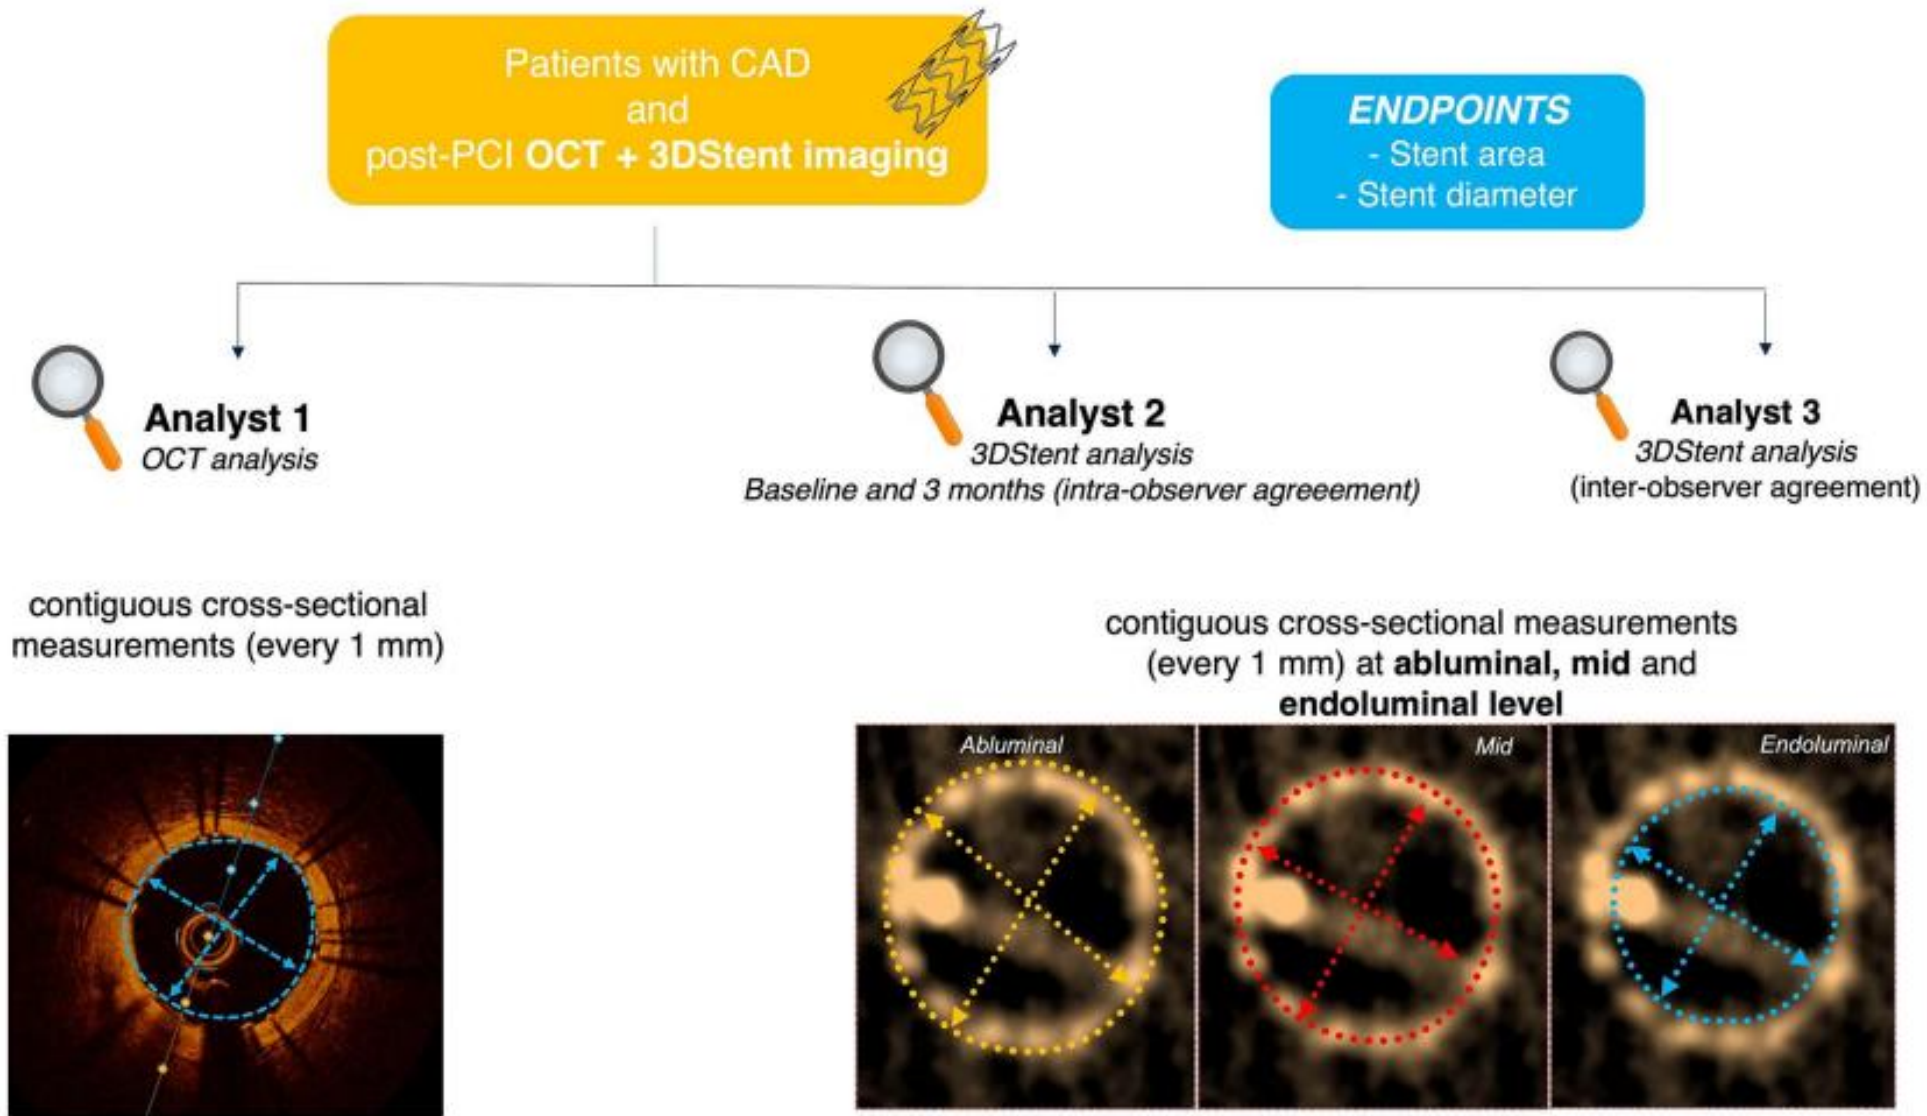 Patients with CAD
and
post-PCI OCT + 3DStent imaging
ENDPOINTS
- Stent area
- Stent diameter
Analyst 1
OCT analysis
Analyst 2
3DStent analysis
Baseline and 3 months (intra-observer agreeement)
Analyst 3
3DStent analysis
(inter-observer agreement)
contiguous cross-sectional
measurements (every 1 mm)
contiguous cross-sectional measurements
(every 1 mm) at abluminal, mid and
endoluminal level
Abluminal
Mid
Endoluminal